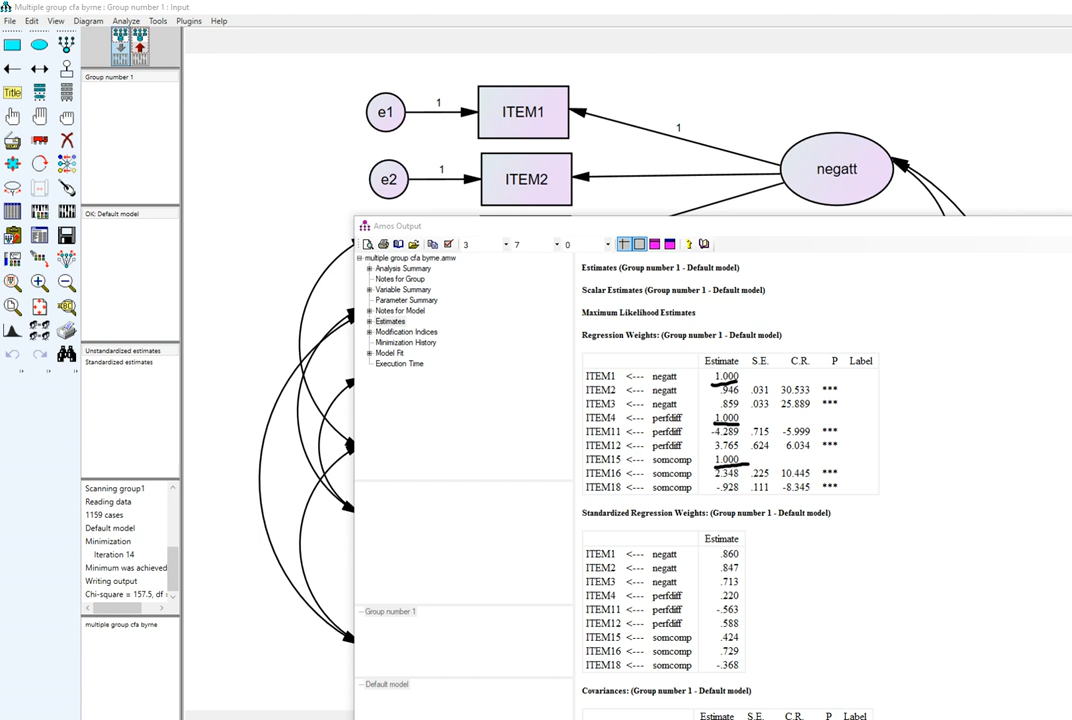 Multiple group cfa byrne : Group number 1 : Input
File Edit View Diagram Analyze Tools Plugins Help
Title
Group number 1
OK: Default model
Unstandardized estimates
Standardized estimates
Scanning group1
Reading data
1159 cases
Default model
Minimization
Iteration 14
Minimum was achieved
Writing output
Chi-square = 157.5, df
multiple group cfa byrne
e1 1 ITEM1 1
e2 1 ITEM2 negatt
Amos Output
3 7 0
multiple group cfa byrne.amw
Analysis Summary
Notes for Group
Variable Summary
Parameter Summary
Notes for Model
Estimates
Modification Indices
Minimization History
Model Fit
Execution Time
Group number 1
Default model
Estimates (Group number 1 - Default model)
Scalar Estimates (Group number 1 - Default model)
Maximum Likelihood Estimates
Regression Weights: (Group number 1 - Default model)
Estimate S.E. C.R. P Label
ITEM1 <--- negatt 1.000
ITEM2 <--- negatt .946 .031 30.533 ***
ITEM3 <--- negatt .859 .033 25.889 ***
ITEM4 <--- perfdiff 1.000
ITEM11 <--- perfdiff -4.289 .715 -5.999 ***
ITEM12 <--- perfdiff 3.765 .624 6.034 ***
ITEM15 <--- somcomp 1.000
ITEM16 <--- somcomp 2.348 .225 10.445 ***
ITEM18 <--- somcomp -.928 .111 -8.345 ***
Standardized Regression Weights: (Group number 1 - Default model)
Estimate
ITEM1 <--- negatt .860
ITEM2 <--- negatt .847
ITEM3 <--- negatt .713
ITEM4 <--- perfdiff .220
ITEM11 <--- perfdiff -.563
ITEM12 <--- perfdiff .588
ITEM15 <--- somcomp .424
ITEM16 <--- somcomp .729
ITEM18 <--- somcomp -.368
Covariances: (Group number 1 - Default model)
Estimate S.E. C.R. P Label